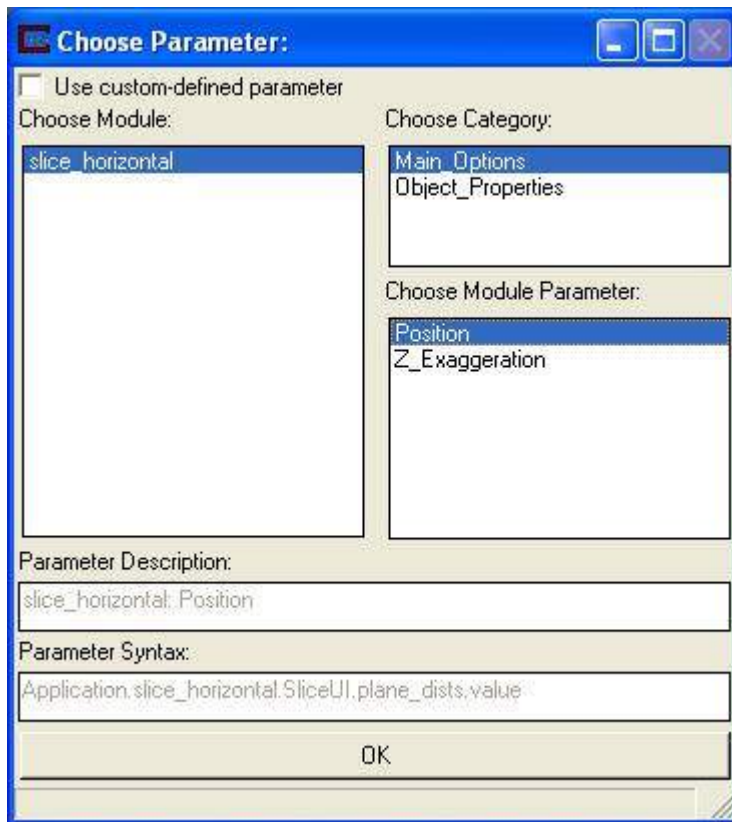 Choose Parameter:
Use custom-defined parameter
Choose Module:
slice_horizontal
Choose Category:
Main_Options
Object_Properties
Choose Module Parameter:
Position
Z_Exaggeration
Parameter Description:
slice_horizontal: Position
Parameter Syntax:
Application.slice_horizontal.SliceUI.plane_dists.value
OK